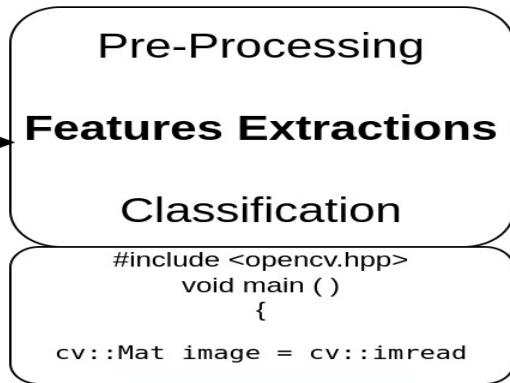 Pre-Processing
Features Extractions
Classification
#include <opencv.hpp>
void main ( )
{
cv::Mat image = cv::imread